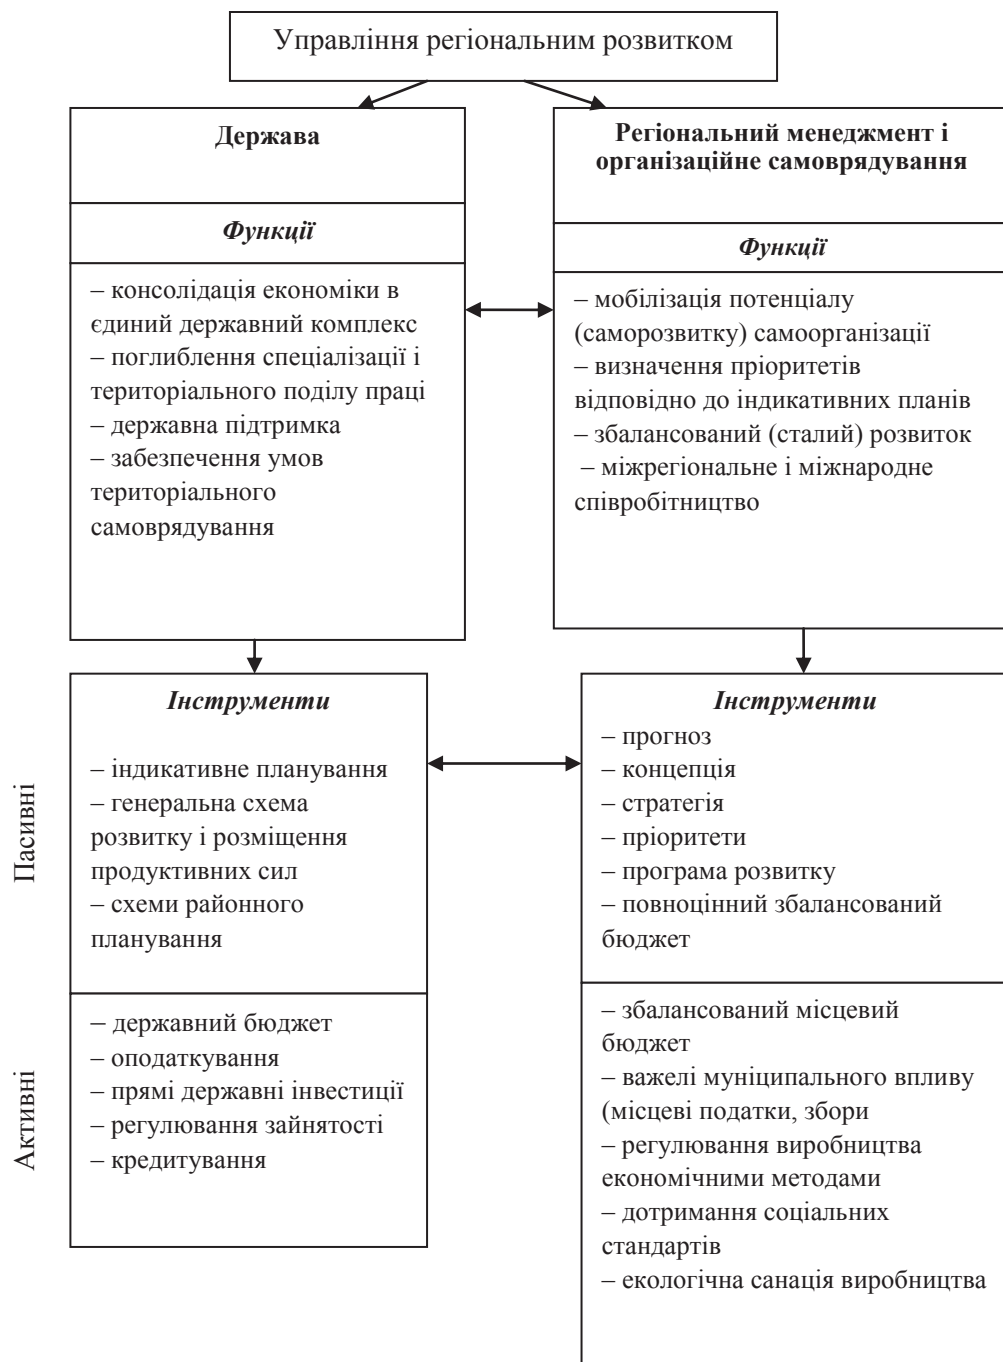 Управління регіональним розвитком
Держава
Функції
– консолідація економіки в
єдиний державний комплекс
– поглиблення спеціалізації і
територіального поділу праці
– державна підтримка
– забезпечення умов
територіального
самоврядування
Регіональний менеджмент і
організаційне самоврядування
Функції
– мобілізація потенціалу
(саморозвитку) самоорганізації
– визначення пріоритетів
відповідно до індикативних планів
– збалансований (сталий) розвиток
– міжрегіональне і міжнародне
співробітництво
Пасивні
Інструменти
– індикативне планування
– генеральна схема
розвитку і розміщення
продуктивних сил
– схеми районного
планування
Інструменти
– прогноз
– концепція
– стратегія
– пріоритети
– програма розвитку
– повноцінний збалансований
бюджет
Активні
– державний бюджет
– оподаткування
– прямі державні інвестиції
– регулювання зайнятості
– кредитування
– збалансований місцевий
бюджет
– важелі муніципального впливу
(місцеві податки, збори
– регулювання виробництва
економічними методами
– дотримання соціальних
стандартів
– екологічна санація виробництва